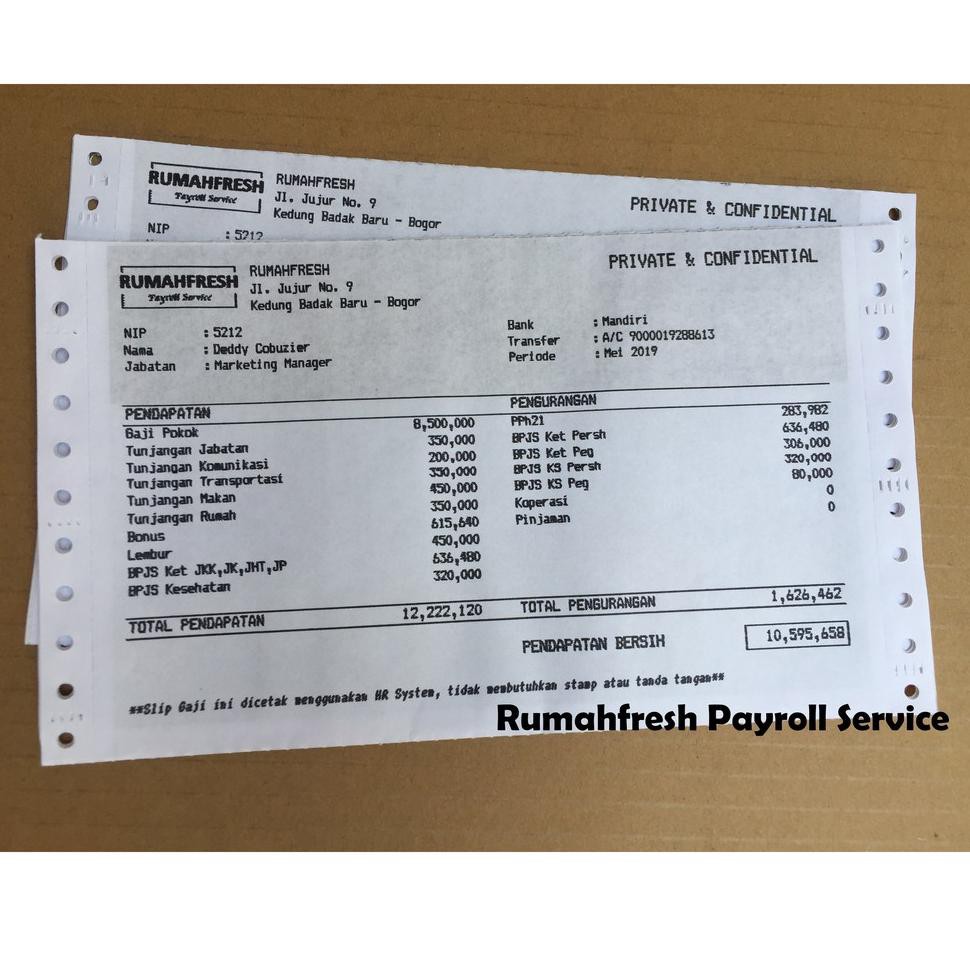 RUMAHFRESH
Payroll Service
RUMAHFRESH
Jl. Jujur No. 9
Kedung Badak Baru - Bogor
PRIVATE & CONFIDENTIAL
NIP : 5212
RUMAHFRESH
Payroll Service
RUMAHFRESH
Jl. Jujur No. 9
Kedung Badak Baru - Bogor
PRIVATE & CONFIDENTIAL
NIP : 5212
Nama : Deddy Cobuzier
Jabatan : Marketing Manager
Bank : Mandiri
Transfer : A/C 9000019288613
Periode : Mei 2019
PENDAPATAN
Gaji Pokok 8,500,000
Tunjangan Jabatan 350,000
Tunjangan Komunikasi 200,000
Tunjangan Transportasi 350,000
Tunjangan Makan 450,000
Tunjangan Rumah 350,000
Bonus 615,640
Lembur 450,000
BPJS Ket JKK,JK,JHT,JP 636,480
BPJS Kesehatan 320,000
TOTAL PENDAPATAN 12,222,120
PENGURANGAN
PPh21 283,982
BPJS Ket Persh 636,480
BPJS Ket Peg 306,000
BPJS KS Persh 320,000
BPJS KS Peg 80,000
Koperasi 0
Pinjaman 0
TOTAL PENGURANGAN 1,626,462
PENDAPATAN BERSIH 10,595,658
**Slip Gaji ini dicetak menggunakan HR System, tidak membutuhkan stamp atau tanda tangan**
Rumahfresh Payroll Service